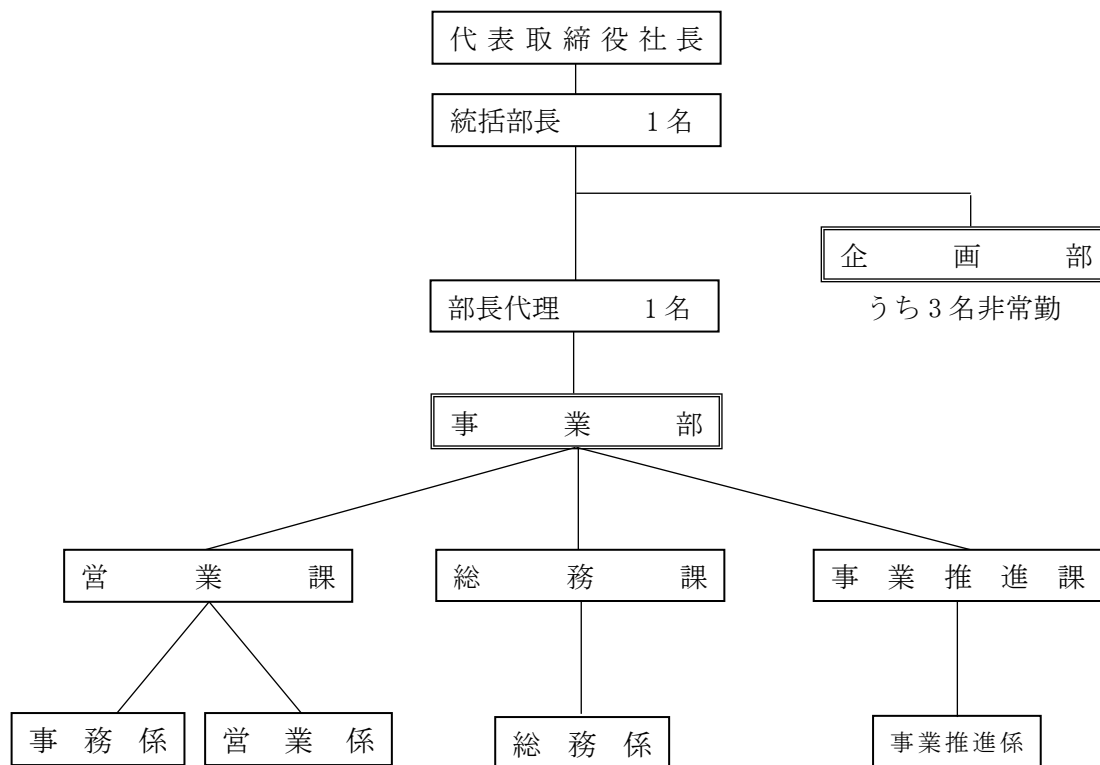 代表取締役社長
統括部長　1名
企画部
部長代理　1名
うち3名非常勤
事業部
営業課
総務課
事業推進課
事務係
営業係
総務係
事業推進係